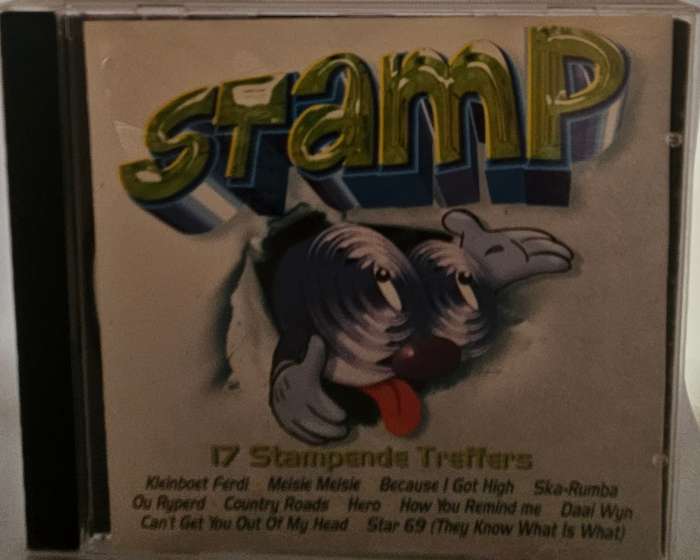 Stamp
17 Stampende Treffers
Kleinboet Ferdi Meisie Meisie Because I Got High Ska-Rumba
Ou Ryperd Country Roads Hero How You Remind me Daai Wyn
Can't Get You Out Of My Head Star 69 (They Know What Is What)